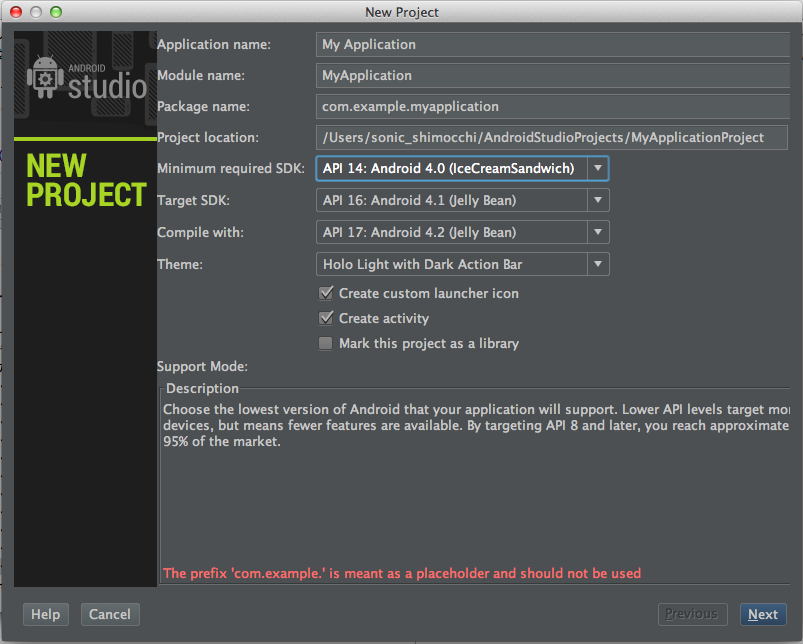 New Project
ANDROID
studio
NEW
PROJECT
Application name: My Application
Module name: MyApplication
Package name: com.example.myapplication
Project location: /Users/sonic_shimocchi/AndroidStudioProjects/MyApplicationProject
Minimum required SDK: API 14: Android 4.0 (IceCreamSandwich)
Target SDK: API 16: Android 4.1 (Jelly Bean)
Compile with: API 17: Android 4.2 (Jelly Bean)
Theme: Holo Light with Dark Action Bar
Create custom launcher icon
Create activity
Mark this project as a library
Support Mode:
Description
Choose the lowest version of Android that your application will support. Lower API levels target mor
devices, but means fewer features are available. By targeting API 8 and later, you reach approximate
95% of the market.
The prefix 'com.example.' is meant as a placeholder and should not be used
Help Cancel Previous Next